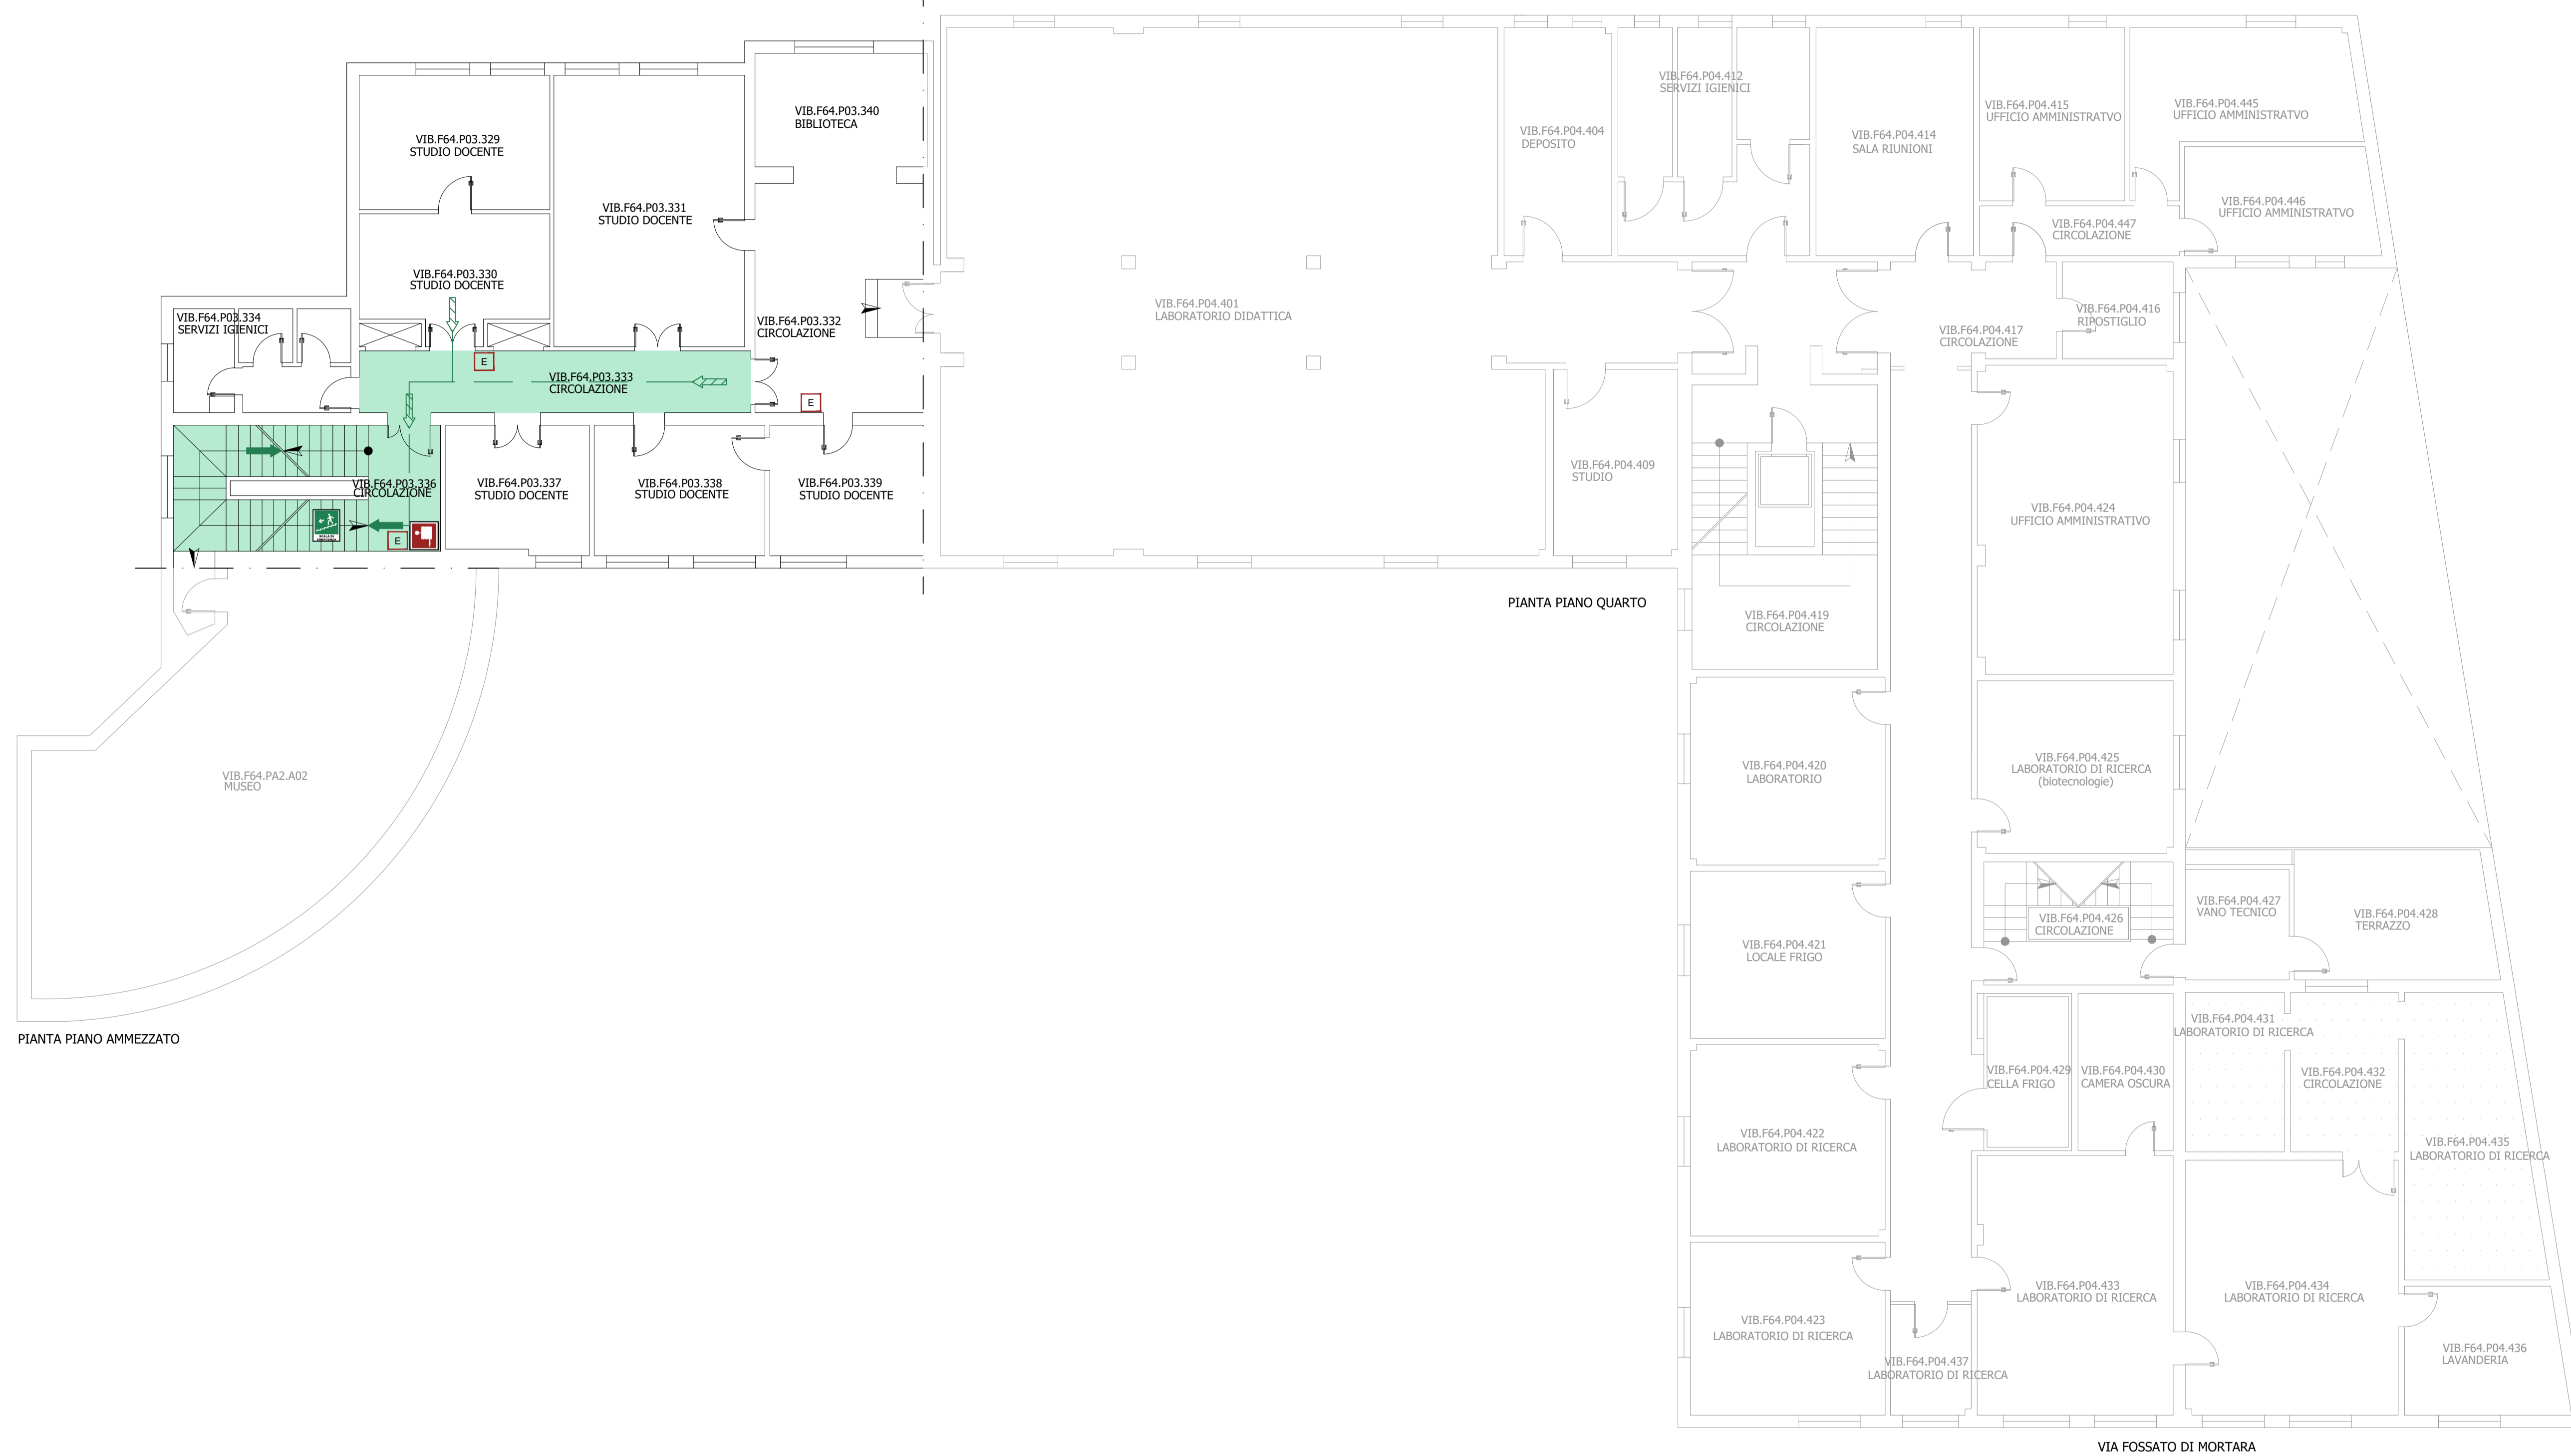 VIB.F64.P03.340
BIBLIOTECA
VIB.F64.P03.329
STUDIO DOCENTE
VIB.F64.P03.331
STUDIO DOCENTE
VIB.F64.P03.330
STUDIO DOCENTE
VIB.F64.P03.334
SERVIZI IGIENICI
VIB.F64.P03.332
CIRCOLAZIONE
E
VIB.F64.P03.333
CIRCOLAZIONE
E
VIB.F64.P03.336
CIRCOLAZIONE
VIB.F64.P03.337
STUDIO DOCENTE
VIB.F64.P03.338
STUDIO DOCENTE
VIB.F64.P03.339
STUDIO DOCENTE
SCALA DI
EMERGENZA
E
VIB.F64.PA2.A02
MUSEO
PIANTA PIANO AMMEZZATO
VIB.F64.P04.412
SERVIZI IGIENICI
VIB.F64.P04.404
DEPOSITO
VIB.F64.P04.414
SALA RIUNIONI
VIB.F64.P04.415
UFFICIO AMMINISTRATVO
VIB.F64.P04.445
UFFICIO AMMINISTRATVO
VIB.F64.P04.446
UFFICIO AMMINISTRATVO
VIB.F64.P04.447
CIRCOLAZIONE
VIB.F64.P04.401
LABORATORIO DIDATTICA
VIB.F64.P04.417
CIRCOLAZIONE
VIB.F64.P04.416
RIPOSTIGLIO
VIB.F64.P04.409
STUDIO
VIB.F64.P04.424
UFFICIO AMMINISTRATIVO
PIANTA PIANO QUARTO
VIB.F64.P04.419
CIRCOLAZIONE
VIB.F64.P04.420
LABORATORIO
VIB.F64.P04.425
LABORATORIO DI RICERCA
(biotecnologie)
VIB.F64.P04.421
LOCALE FRIGO
VIB.F64.P04.426
CIRCOLAZIONE
VIB.F64.P04.427
VANO TECNICO
VIB.F64.P04.428
TERRAZZO
VIB.F64.P04.431
LABORATORIO DI RICERCA
VIB.F64.P04.429
CELLA FRIGO
VIB.F64.P04.430
CAMERA OSCURA
VIB.F64.P04.432
CIRCOLAZIONE
VIB.F64.P04.422
LABORATORIO DI RICERCA
VIB.F64.P04.435
LABORATORIO DI RICERCA
VIB.F64.P04.433
LABORATORIO DI RICERCA
VIB.F64.P04.434
LABORATORIO DI RICERCA
VIB.F64.P04.423
LABORATORIO DI RICERCA
VIB.F64.P04.437
LABORATORIO DI RICERCA
VIB.F64.P04.436
LAVANDERIA
VIA FOSSATO DI MORTARA